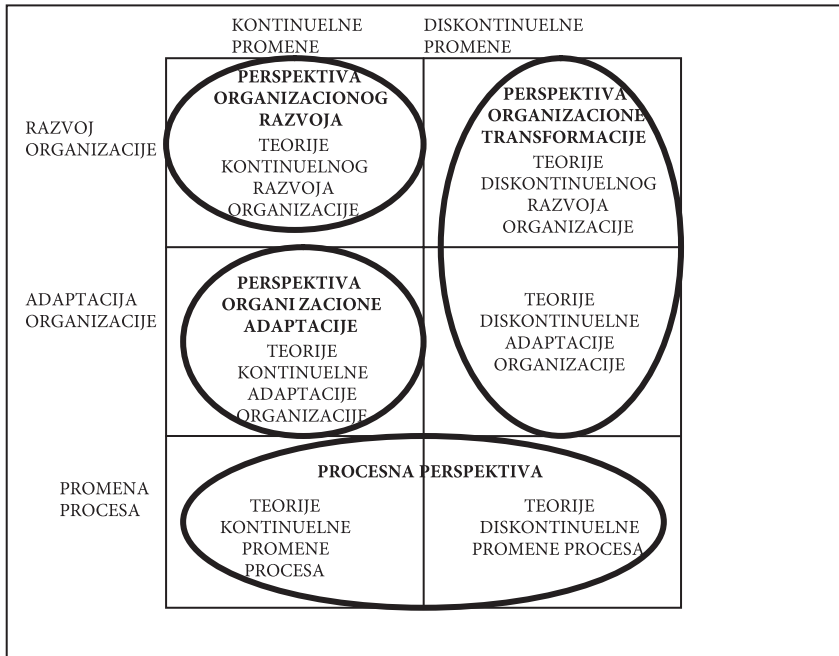 KONTINUELNE
PROMENE
DISKONTINUELNE
PROMENE
RAZVOJ
ORGANIZACIJE
PERSPEKTIVA
ORGANIZACIONOG
RAZVOJA
TEORIJE
KONTINUELNOG
RAZVOJA
ORGANIZACIJE
PERSPEKTIVA
ORGANIZACIONE
TRANSFORMACIJE
TEORIJE
DISKONTINUELNOG
RAZVOJA
ORGANIZACIJE
ADAPTACIJA
ORGANIZACIJE
PERSPEKTIVA
ORGANI ZACIONE
ADAPTACIJE
TEORIJE
KONTINUELNE
ADAPTACIJE
ORGANIZACIJE
TEORIJE
DISKONTINUELNE
ADAPTACIJE
ORGANIZACIJE
PROMENA
PROCESA
PROCESNA PERSPEKTIVA
TEORIJE
KONTINUELNE
PROMENE
PROCESA
TEORIJE
DISKONTINUELNE
PROMENE PROCESA